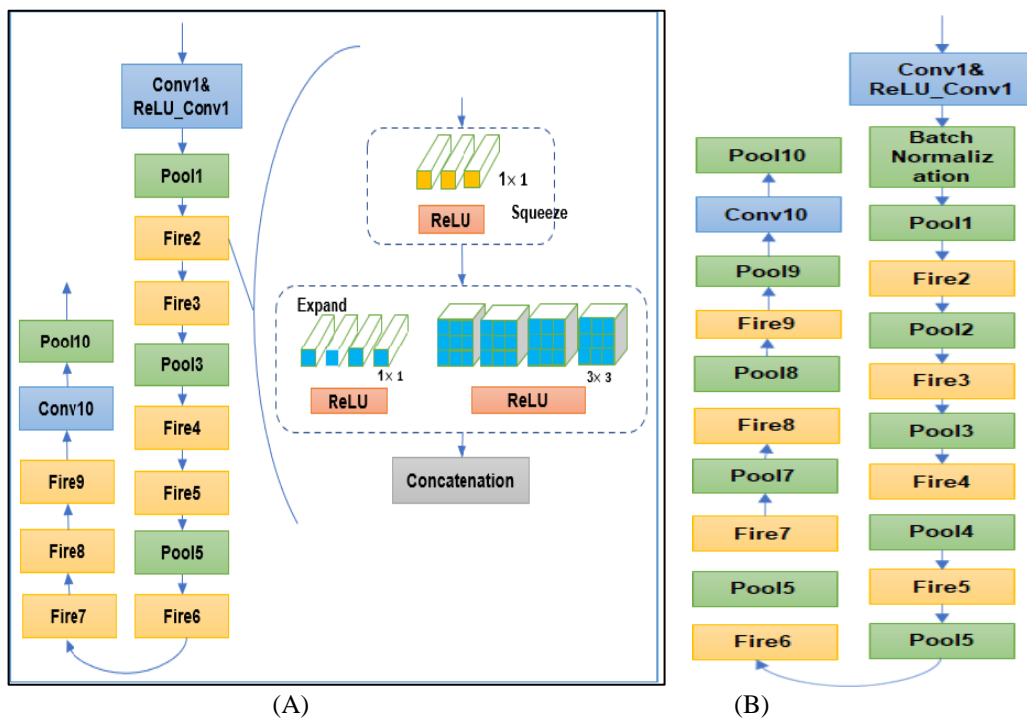 Conv1&
ReLU_Conv1
Pool1
Fire2
Fire3
Pool3
Fire4
Fire5
Pool5
Fire6
Fire7
Fire8
Fire9
Conv10
Pool10
1× 1
ReLU
Squeeze
Expand
1× 1
3× 3
ReLU
ReLU
Concatenation
(A)
Conv1&
ReLU_Conv1
Batch
Normaliz
ation
Pool1
Fire2
Pool2
Fire3
Pool3
Fire4
Pool4
Fire5
Pool5
Fire6
Pool5
Fire7
Pool7
Fire8
Pool8
Fire9
Pool9
Conv10
Pool10
(B)